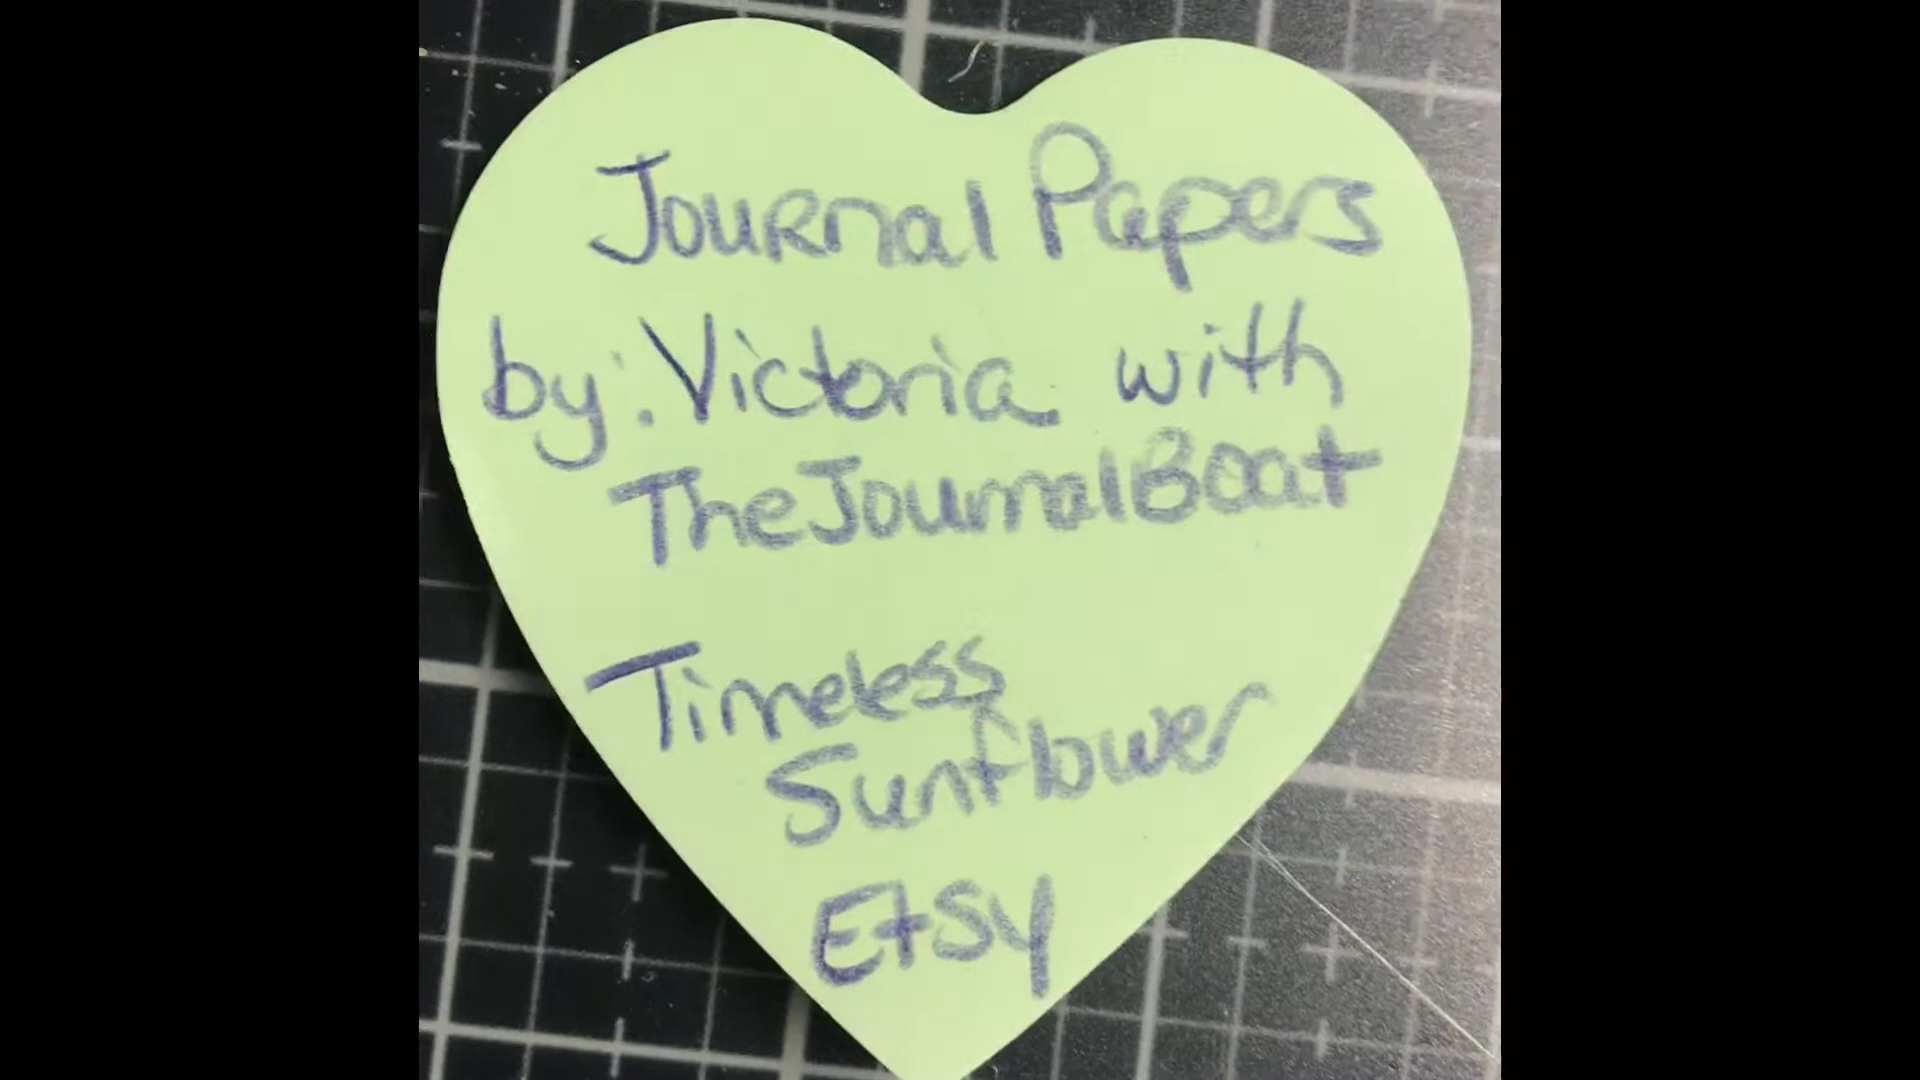 Journal Papers
by: Victoria with
TheJournalBoat
Timeless
Sunflower
Etsy